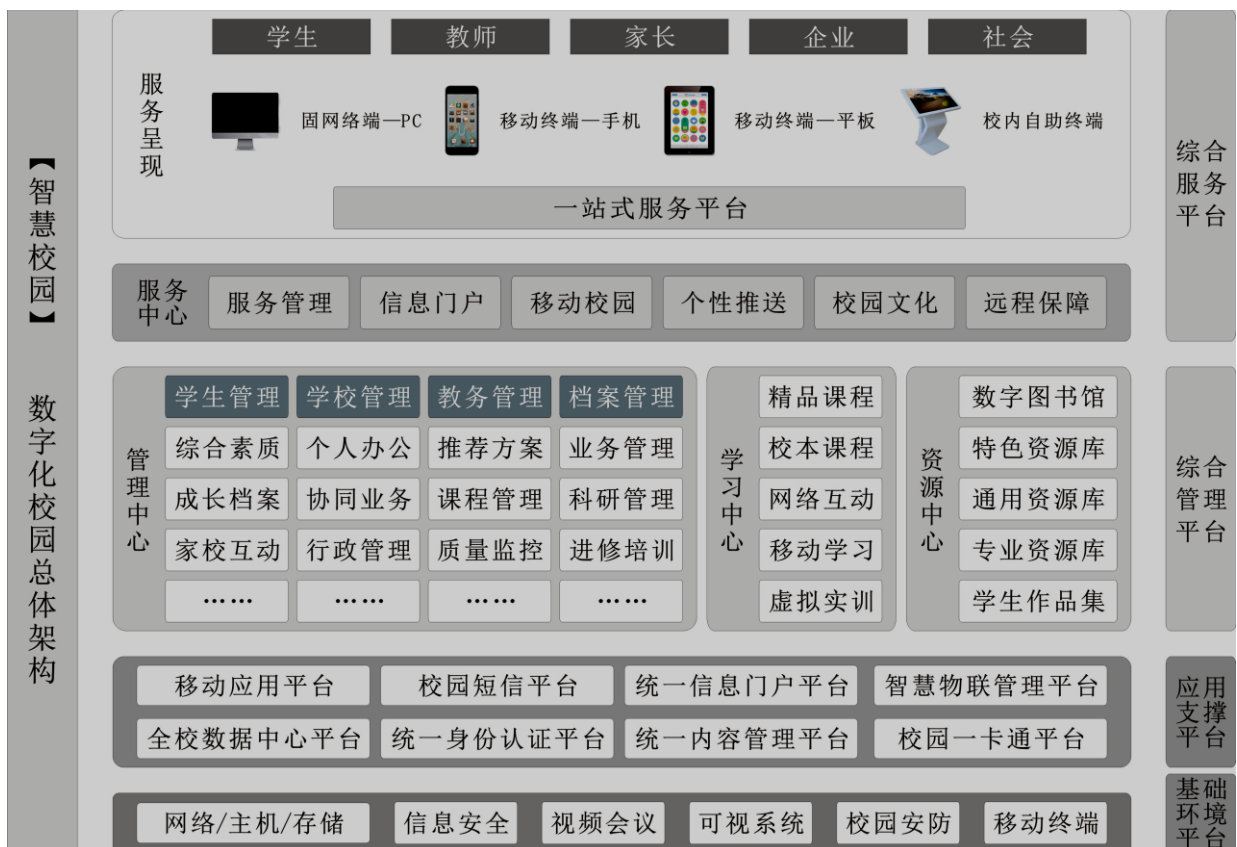 【智慧校园】 数字化校园总体架构
服务呈现
学生
教师
家长
企业
社会
固网络端—PC
移动终端—手机
移动终端—平板
校内自助终端
一站式服务平台
综合
服务
平台
服务
中心
服务管理
信息门户
移动校园
个性推送
校园文化
远程保障
管理中心
学生管理
学校管理
教务管理
档案管理
综合素质
个人办公
推荐方案
业务管理
成长档案
协同业务
课程管理
科研管理
家校互动
行政管理
质量监控
进修培训
……
……
……
……
学习中心
精品课程
校本课程
网络互动
移动学习
虚拟实训
资源中心
数字图书馆
特色资源库
通用资源库
专业资源库
学生作品集
综合
管理
平台
移动应用平台
校园短信平台
统一信息门户平台
智慧物联管理平台
全校数据中心平台
统一身份认证平台
统一内容管理平台
校园一卡通平台
应用
支撑
平台
网络/主机/存储
信息安全
视频会议
可视系统
校园安防
移动终端
基础
环境
平台